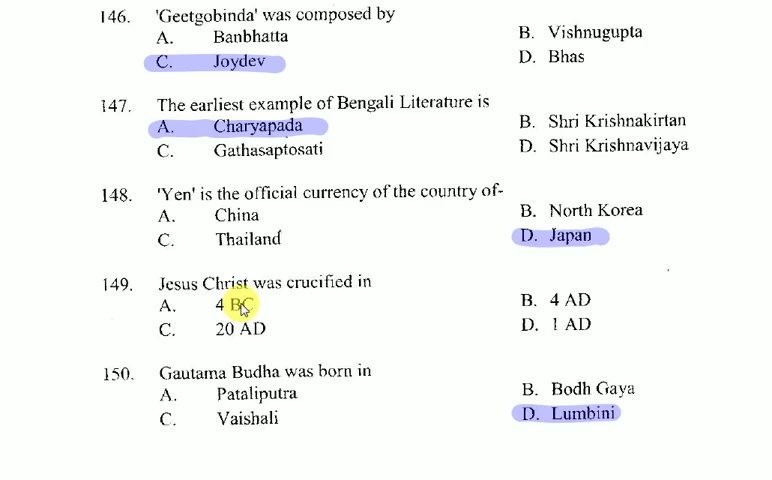 146. 'Geetgobinda' was composed by
A. Banbhatta B. Vishnugupta
C. Joydev D. Bhas
147. The earliest example of Bengali Literature is
A. Charyapada B. Shri Krishnakirtan
C. Gathasaptosati D. Shri Krishnavijaya
148. 'Yen' is the official currency of the country of-
A. China B. North Korea
C. Thailand D. Japan
149. Jesus Christ was crucified in
A. 4 BC B. 4 AD
C. 20 AD D. 1 AD
150. Gautama Budha was born in
A. Pataliputra B. Bodh Gaya
C. Vaishali D. Lumbini